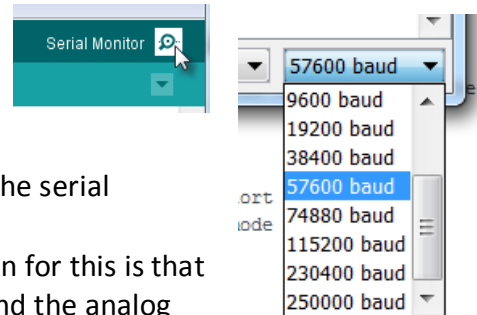 Serial Monitor
57600 baud
9600 baud
19200 baud
38400 baud
57600 baud
74880 baud
115200 baud
230400 baud
250000 baud
he serial
n for this is that
nd the analog
ort
ode